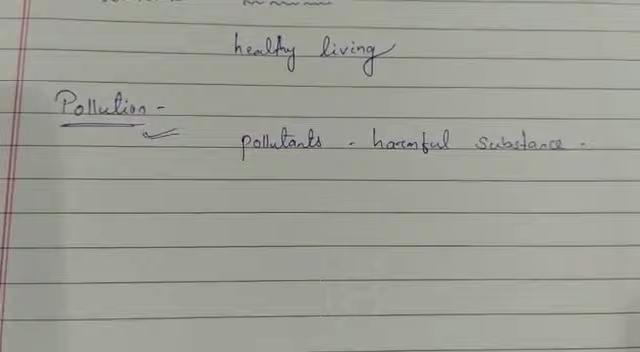 healthy living
Pollution -
pollutants - harmful substance -